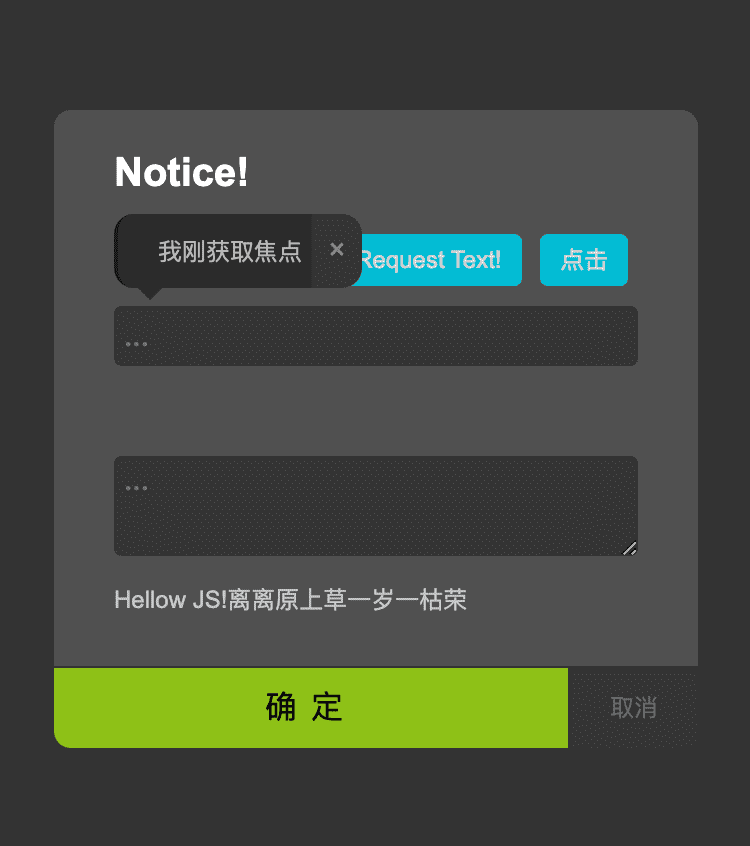 Notice!
我刚获取焦点 ×
Request Text! 点击
...
...
Hellow JS!离离原上草一岁一枯荣
确 定 取消